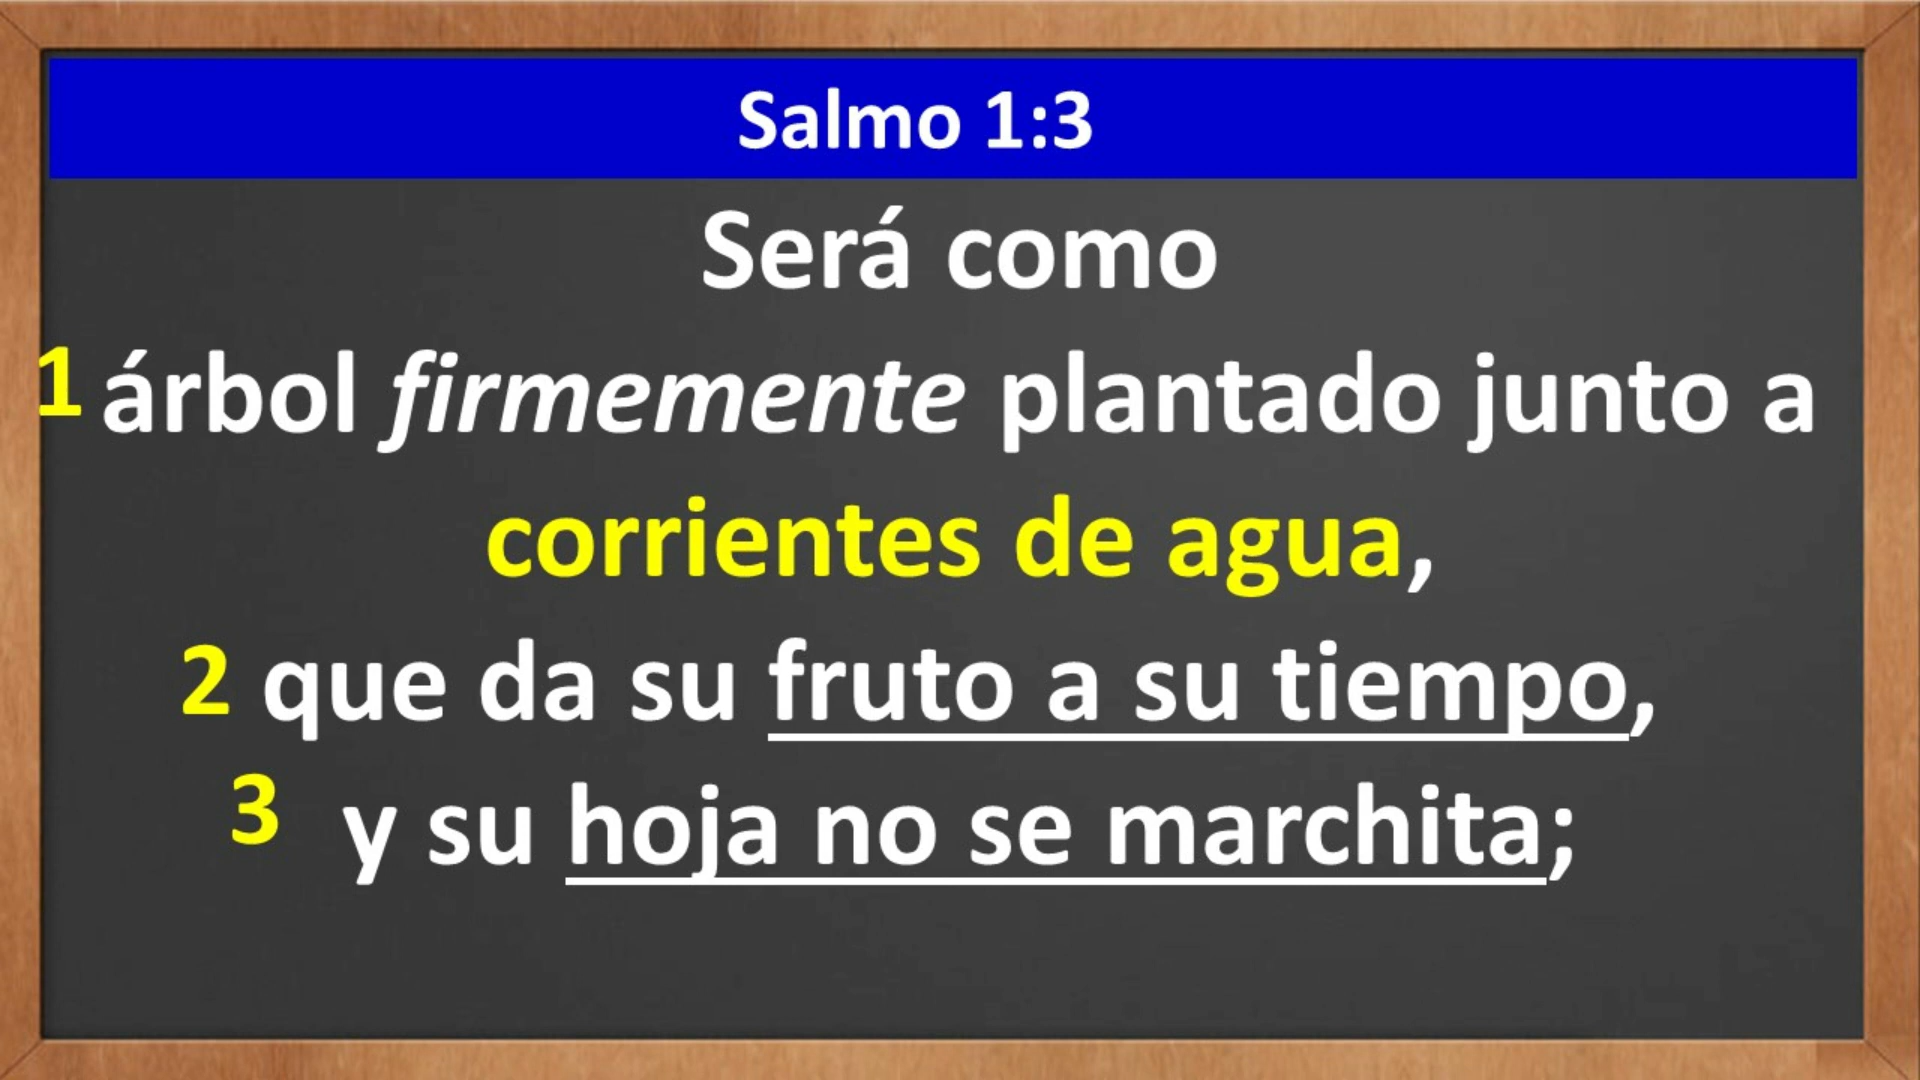 Salmo 1:3
Será como
1 árbol firmemente plantado junto a
corrientes de agua,
2 que da su fruto a su tiempo,
3 y su hoja no se marchita;